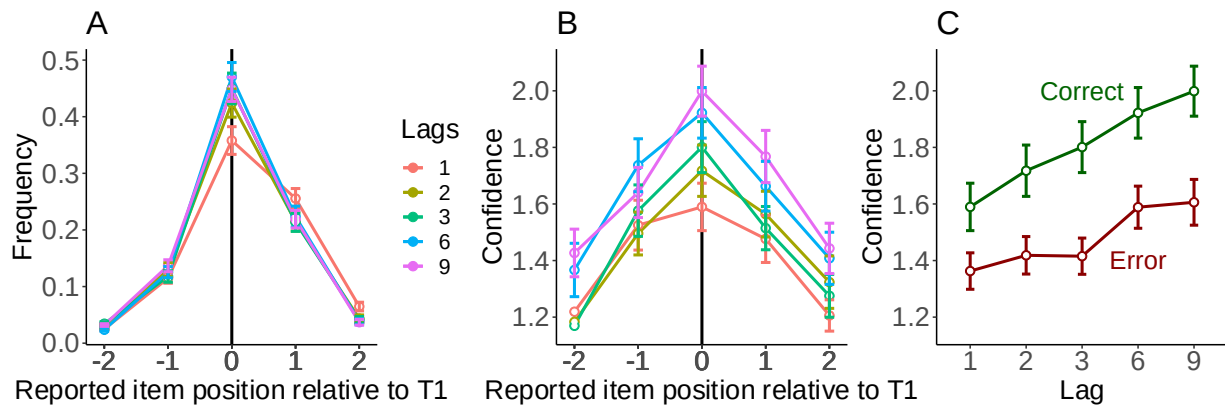 A
Frequency
0.5
0.4
0.3
0.2
0.1
0.0
-2 -1 0 1 2
Reported item position relative to T1
Lags
1
2
3
6
9
B
Confidence
2.0
1.8
1.6
1.4
1.2
-2 -1 0 1 2
Reported item position relative to T1
C
Confidence
2.0
1.8
1.6
1.4
1.2
Correct
Error
1 2 3 6 9
Lag